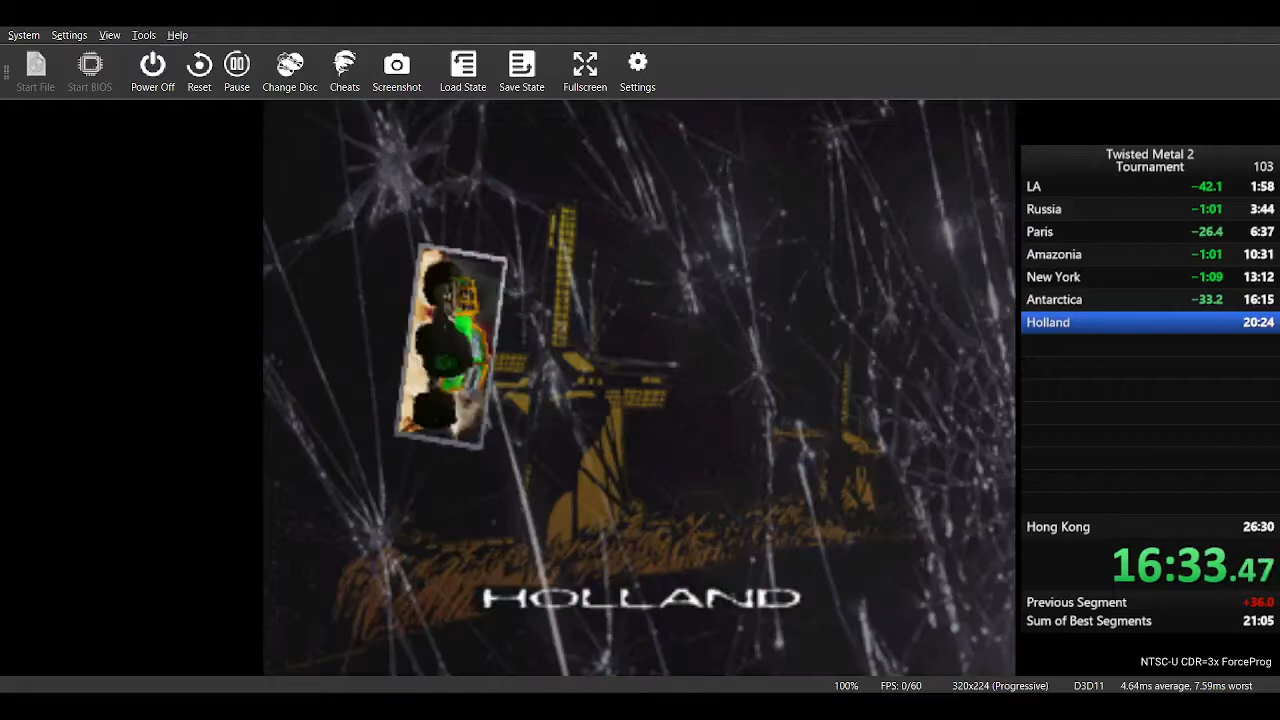 System Settings View Tools Help
Start File Start BIOS Power Off Reset Pause Change Disc Cheats Screenshot Load State Save State Fullscreen Settings
Twisted Metal 2
Tournament 103
LA −42.1 1:58
Russia −1:01 3:44
Paris −26.4 6:37
Amazonia −1:01 10:31
New York −1:09 13:12
Antarctica −33.2 16:15
Holland 20:24
Hong Kong 26:30
16:33.47
Previous Segment +36.0
Sum of Best Segments 21:05
HOLLAND
NTSC-U CDR=3x ForceProg
100% FPS: 0/60 320x224 (Progressive) D3D11 4.64ms average, 7.59ms worst